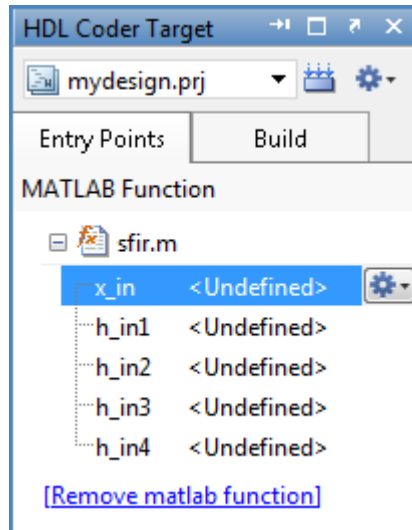 HDL Coder Target
mydesign.prj
Entry Points Build
MATLAB Function
sfir.m
x_in <Undefined>
h_in1 <Undefined>
h_in2 <Undefined>
h_in3 <Undefined>
h_in4 <Undefined>
[Remove matlab function]